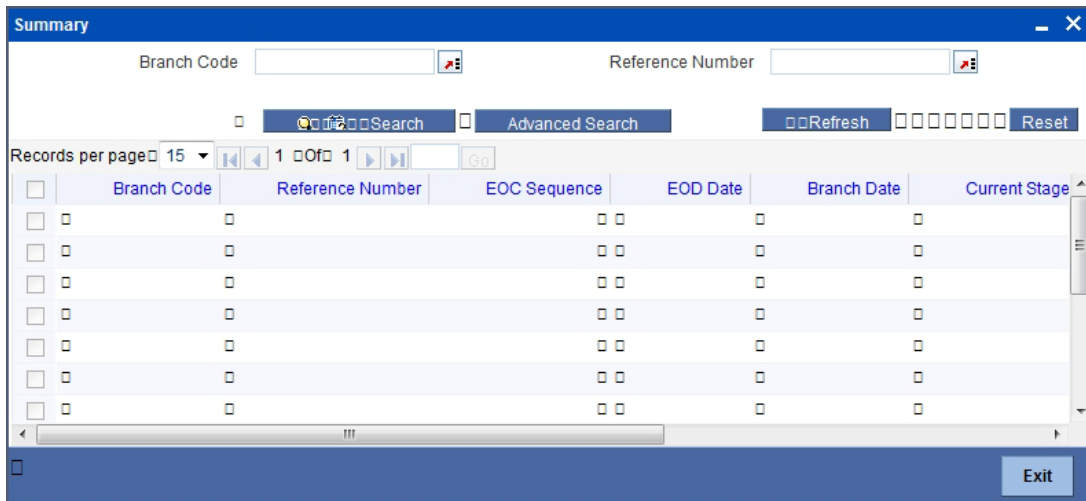 Summary
Branch Code Reference Number
Search Advanced Search Refresh Reset
Records per page 15 1 Of 1 Go
Branch Code Reference Number EOC Sequence EOD Date Branch Date Current Stage
Exit